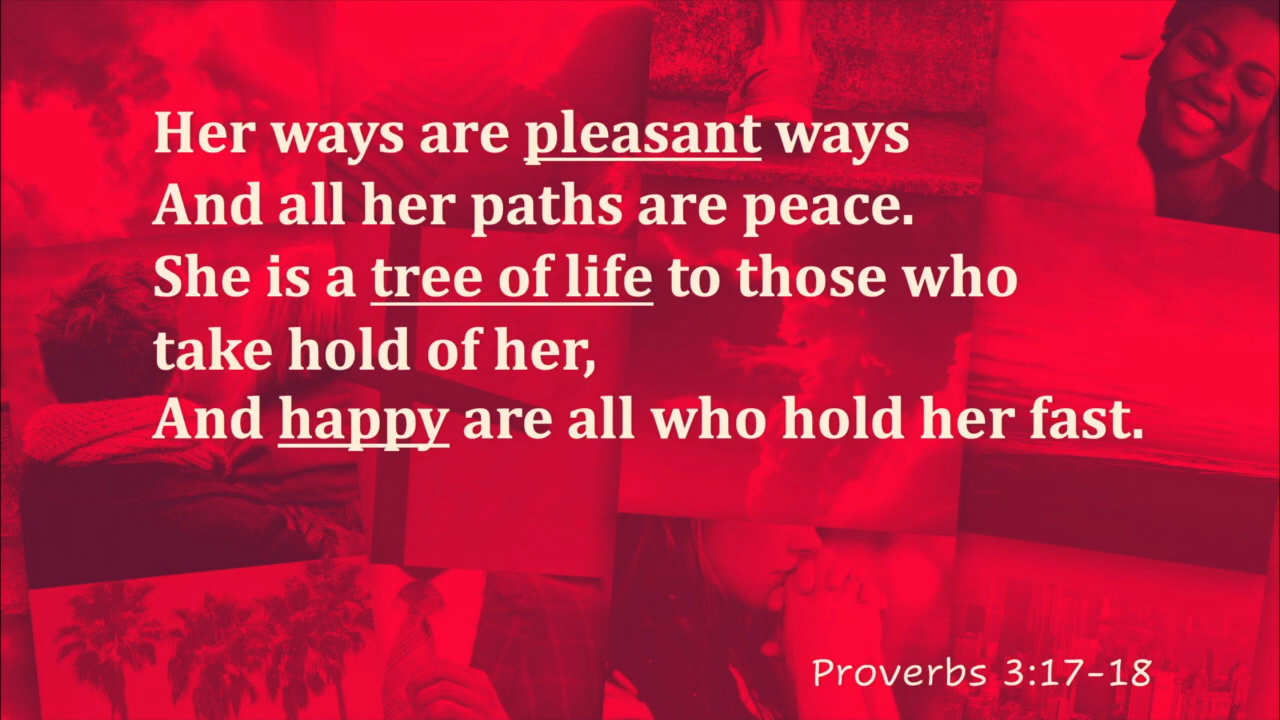 Her ways are pleasant ways
And all her paths are peace.
She is a tree of life to those who
take hold of her,
And happy are all who hold her fast.
Proverbs 3:17-18